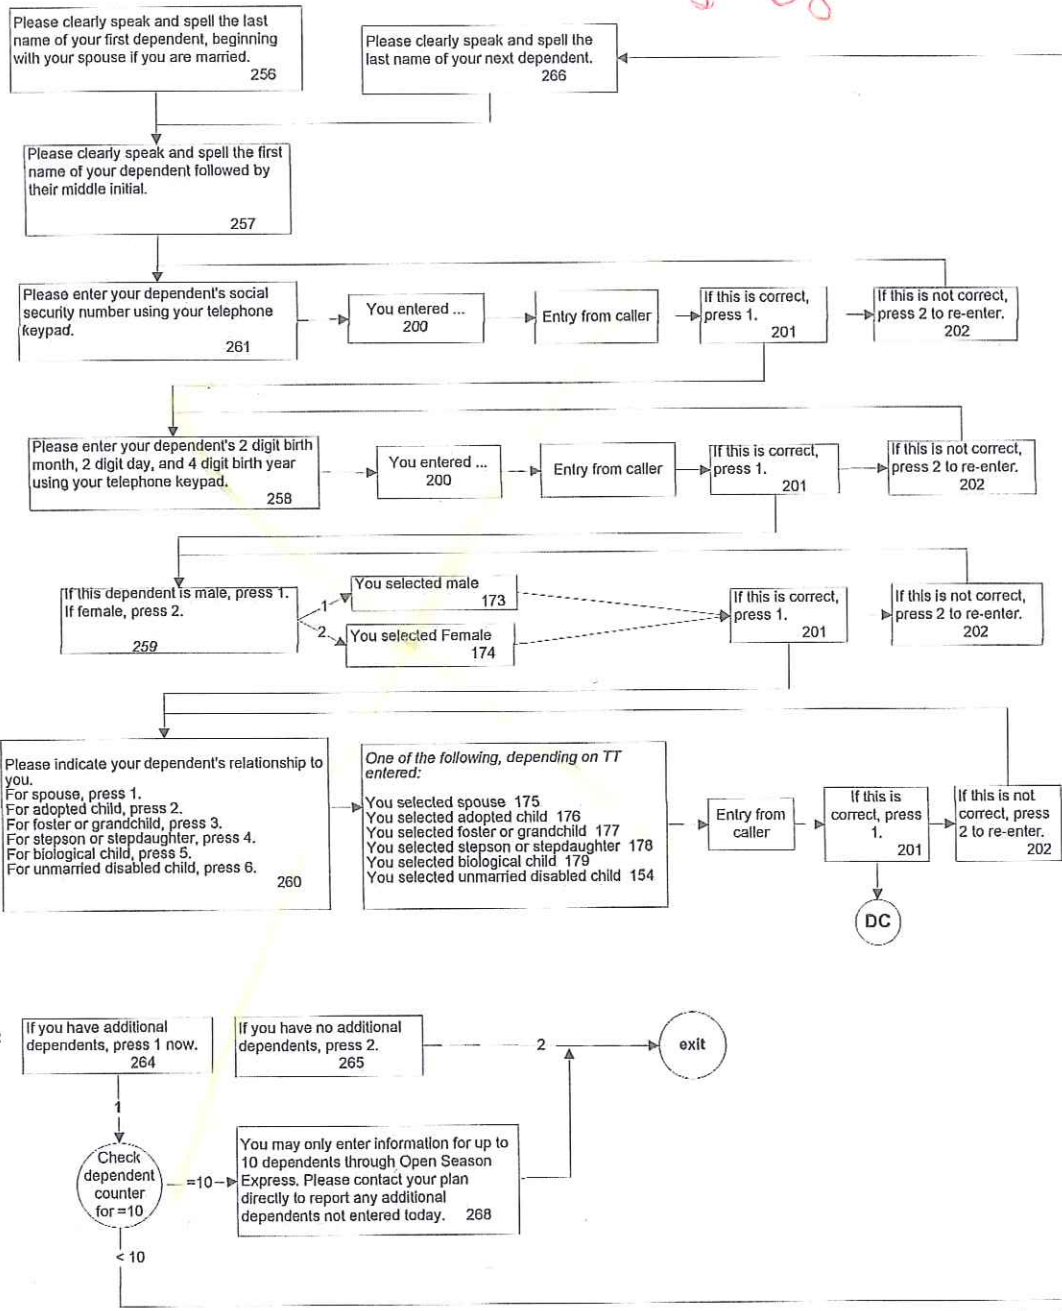 Please clearly speak and spell the last
name of your first dependent, beginning
with your spouse if you are married.
256
Please clearly speak and spell the
last name of your next dependent.
266
Please clearly speak and spell the first
name of your dependent followed by
their middle initial.
257
Please enter your dependent's social
security number using your telephone
keypad.
261
You entered ...
200
Entry from caller
If this is correct,
press 1.
201
If this is not correct,
press 2 to re-enter.
202
Please enter your dependent's 2 digit birth
month, 2 digit day, and 4 digit birth year
using your telephone keypad.
258
You entered ...
200
Entry from caller
If this is correct,
press 1.
201
If this is not correct,
press 2 to re-enter.
202
If this dependent is male, press 1.
If female, press 2.
259
1
2
You selected male
173
You selected Female
174
If this is correct,
press 1.
201
If this is not correct,
press 2 to re-enter.
202
Please indicate your dependent's relationship to
you.
For spouse, press 1.
For adopted child, press 2.
For foster or grandchild, press 3.
For stepson or stepdaughter, press 4.
For biological child, press 5.
For unmarried disabled child, press 6.
260
One of the following, depending on TT
entered:
You selected spouse 175
You selected adopted child 176
You selected foster or grandchild 177
You selected stepson or stepdaughter 178
You selected biological child 179
You selected unmarried disabled child 154
Entry from
caller
If this is
correct, press
1.
201
If this is not
correct, press
2 to re-enter.
202
DC
If you have additional
dependents, press 1 now.
264
If you have no additional
dependents, press 2.
265
2
exit
1
Check
dependent
counter
for =10
=10
You may only enter information for up to
10 dependents through Open Season
Express. Please contact your plan
directly to report any additional
dependents not entered today. 268
< 10